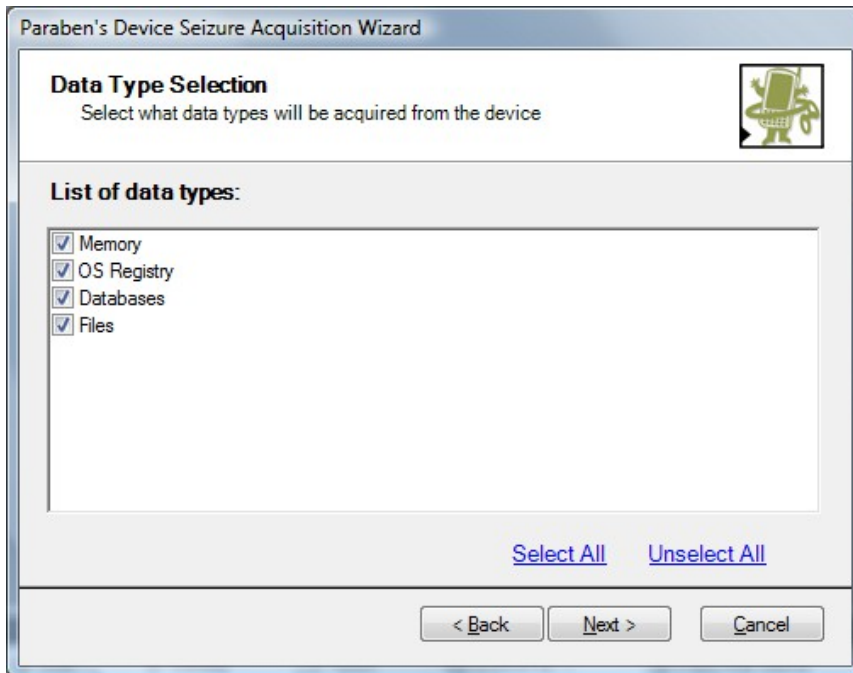 Paraben's Device Seizure Acquisition Wizard
Data Type Selection
Select what data types will be acquired from the device
List of data types:
Memory
OS Registry
Databases
Files
Select All Unselect All
< Back Next > Cancel